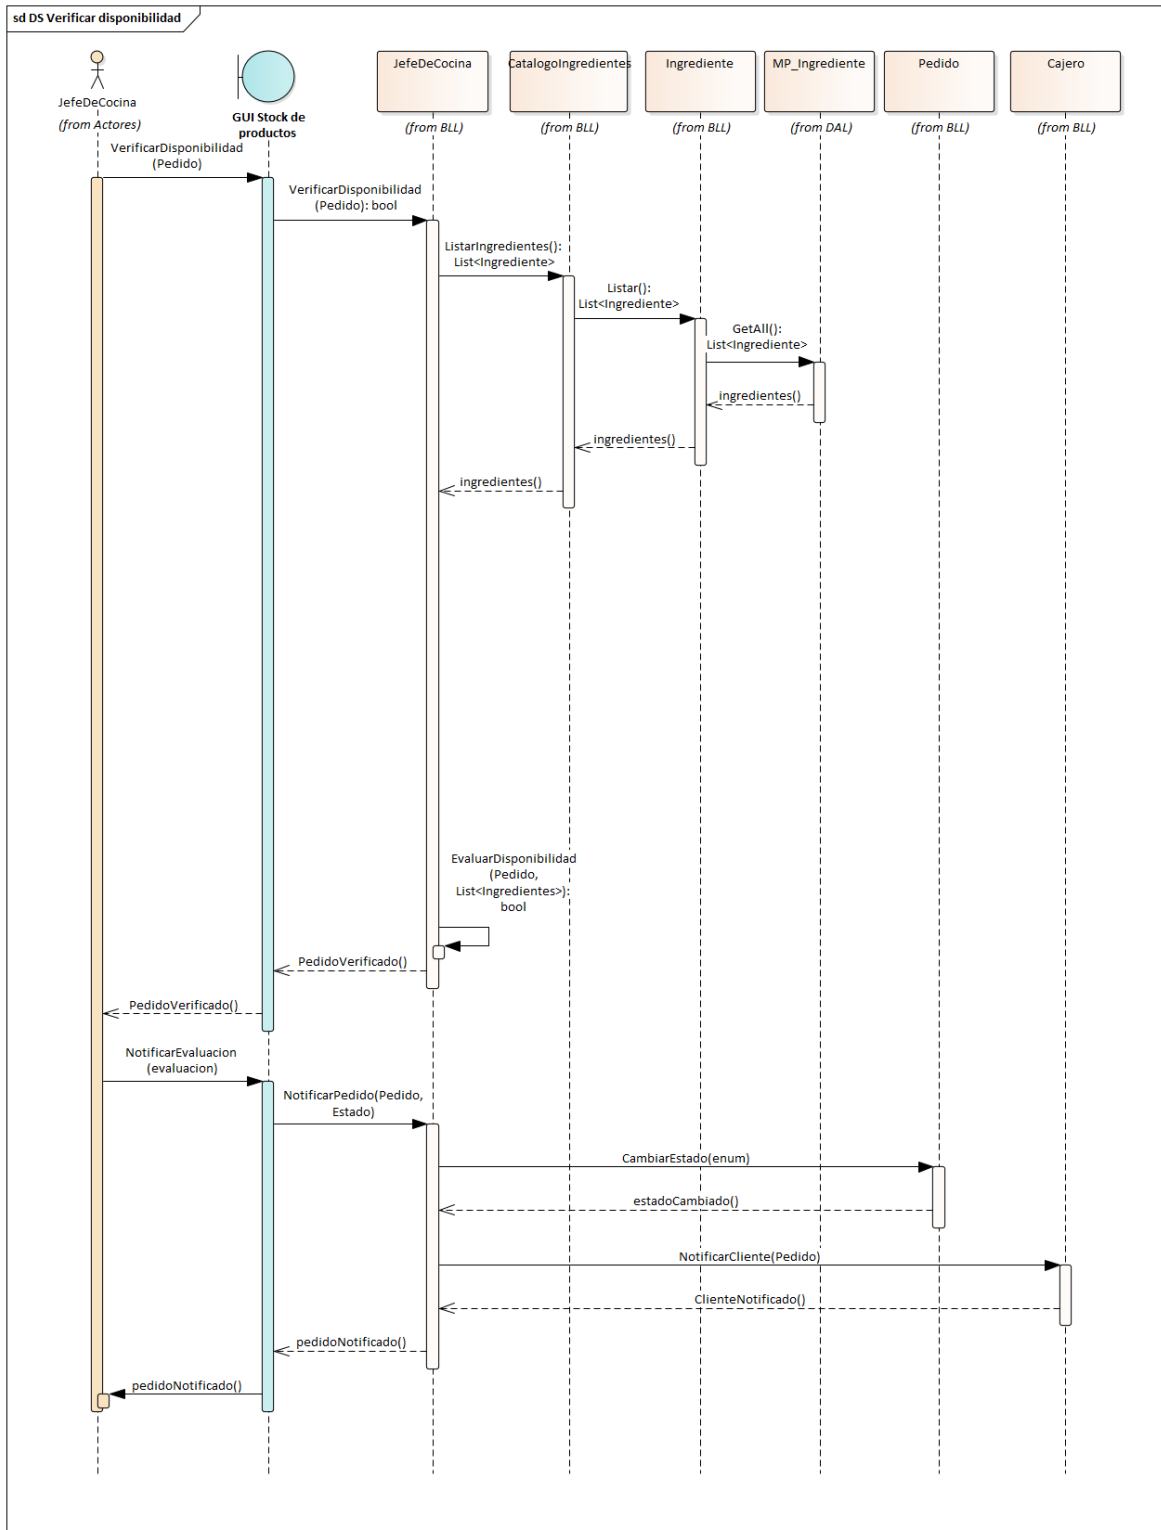 sd DS Verificar disponibilidad
JefeDeCocina
(from Actores)
GUI Stock de
productos
JefeDeCocina
(from BLL)
CatalogoIngredientes
(from BLL)
Ingrediente
(from BLL)
MP_Ingrediente
(from DAL)
Pedido
(from BLL)
Cajero
(from BLL)
VerificarDisponibilidad
(Pedido)
VerificarDisponibilidad
(Pedido): bool
ListarIngredientes():
List<Ingrediente>
Listar():
List<Ingrediente>
GetAll():
List<Ingrediente>
ingredientes()
ingredientes()
ingredientes()
EvaluarDisponibilidad
(Pedido,
List<Ingredientes>):
bool
PedidoVerificado()
PedidoVerificado()
NotificarEvaluacion
(evaluacion)
NotificarPedido(Pedido,
Estado)
CambiarEstado(enum)
estadoCambiado()
NotificarCliente(Pedido)
ClienteNotificado()
pedidoNotificado()
pedidoNotificado()